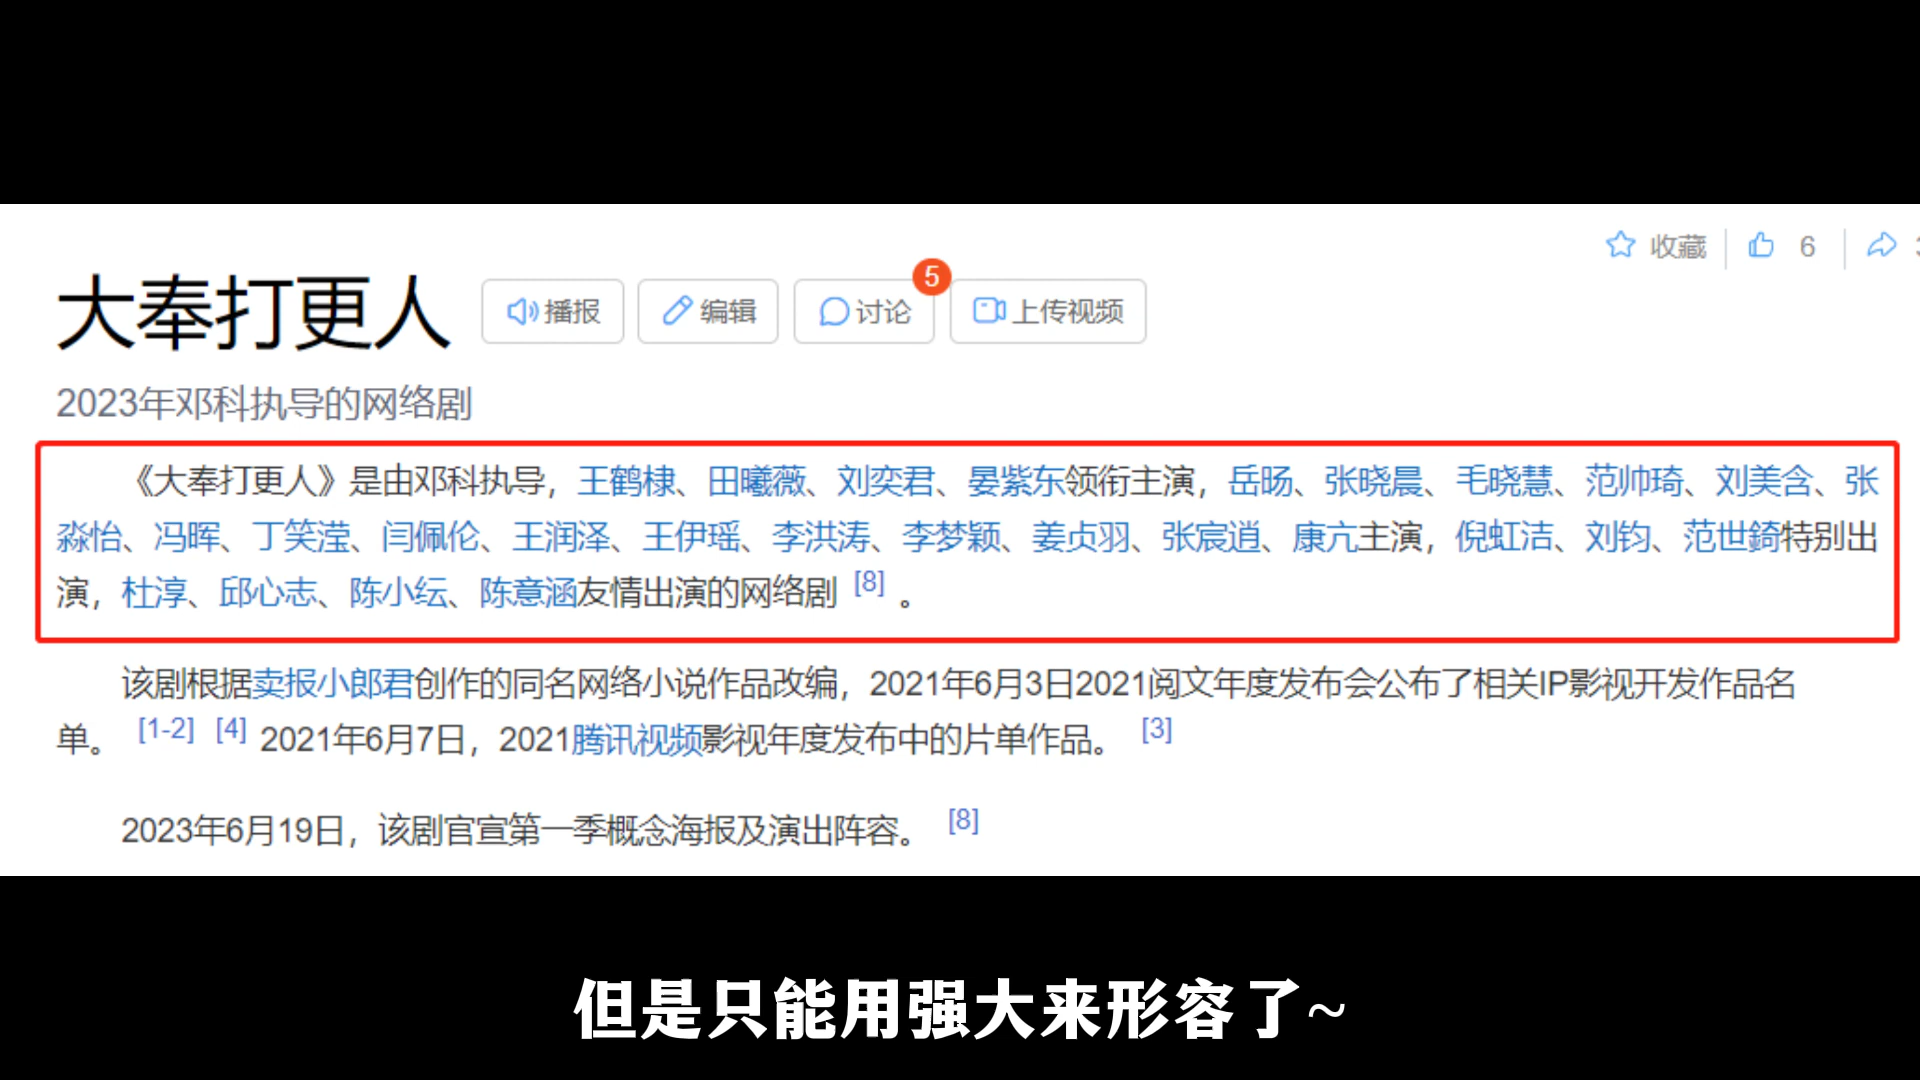 收藏 6
大奉打更人 播报 编辑 讨论 5 上传视频
2023年邓科执导的网络剧
《大奉打更人》是由邓科执导，王鹤棣、田曦薇、刘奕君、晏紫东领衔主演，岳旸、张晓晨、毛晓慧、范帅琦、刘美含、张
淼怡、冯晖、丁笑滢、闫佩伦、王润泽、王伊瑶、李洪涛、李梦颖、姜贞羽、张宸逍、康亢主演，倪虹洁、刘钧、范世錡特别出
演，杜淳、邱心志、陈小纭、陈意涵友情出演的网络剧 [8] 。
该剧根据卖报小郎君创作的同名网络小说作品改编，2021年6月3日2021阅文年度发布会公布了相关IP影视开发作品名
单。 [1-2] [4] 2021年6月7日，2021腾讯视频影视年度发布中的片单作品。 [3]
2023年6月19日，该剧官宣第一季概念海报及演出阵容。 [8]
但是只能用强大来形容了~